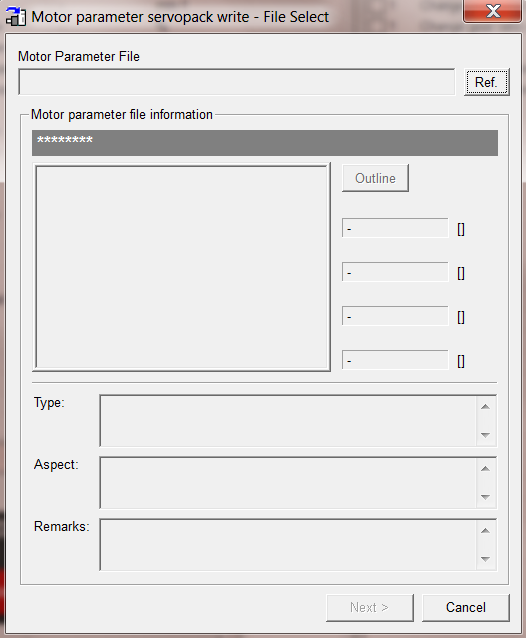 Motor parameter servopack write - File Select
Motor Parameter File
Ref.
Motor parameter file information
********
Outline
- []
- []
- []
- []
Type:
Aspect:
Remarks:
Next >
Cancel